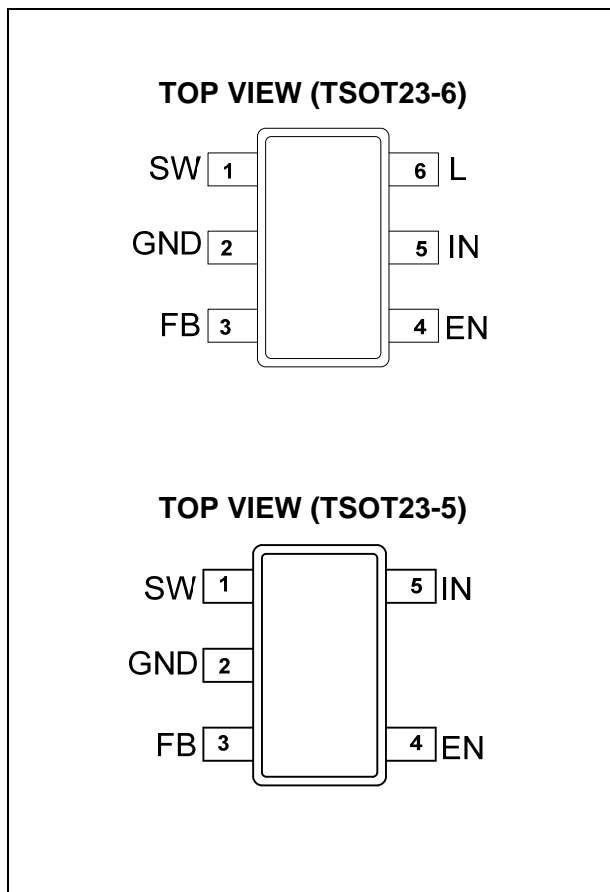 TOP VIEW (TSOT23-6)
SW 1 6 L
GND 2 5 IN
FB 3 4 EN
TOP VIEW (TSOT23-5)
SW 1 5 IN
GND 2
FB 3 4 EN